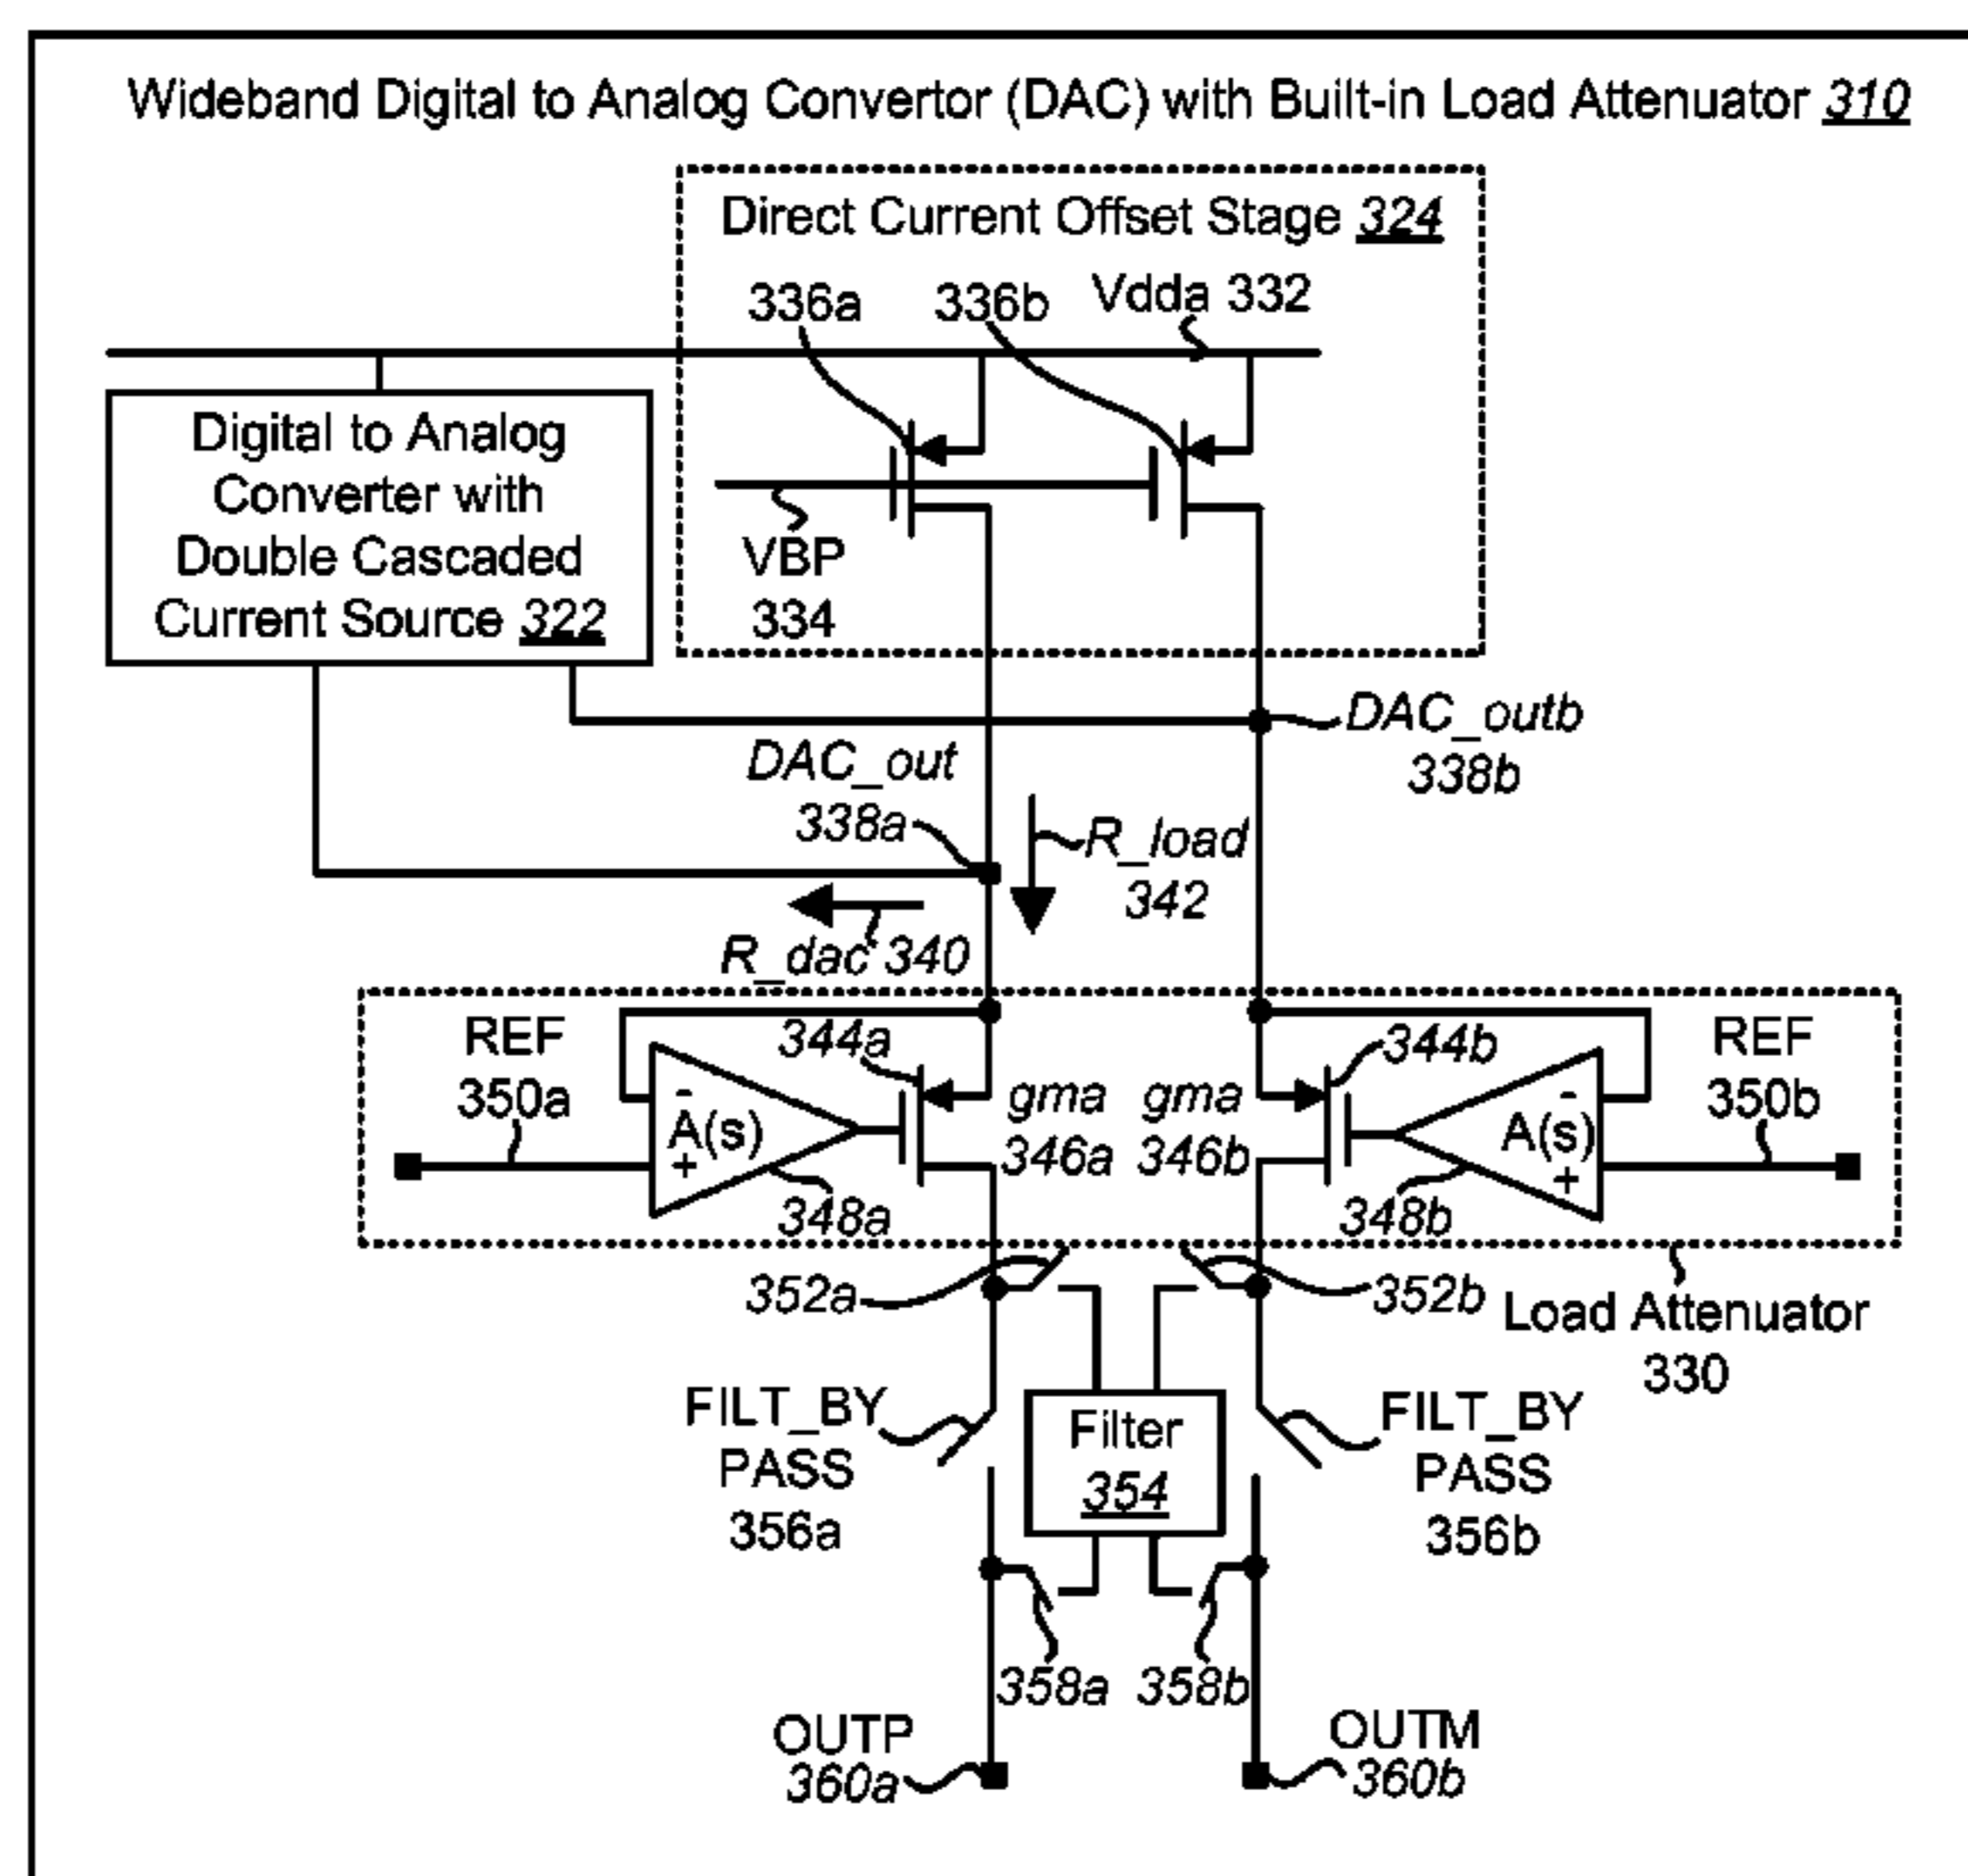 Wideband Digital to Analog Convertor (DAC) with Built-in Load Attenuator 310
Direct Current Offset Stage 324
336a
336b
Vdda 332
Digital to Analog
Converter with
Double Cascaded
Current Source 322
VBP
334
DAC_outb
338b
DAC_out
338a
R_load
342
R_dac 340
REF
350a
344a
gma
346a
gma
346b
344b
REF
350b
-
A(s)
+
-
A(s)
+
348a
348b
352a
352b
Load Attenuator
330
FILT_BY
PASS
356a
Filter
354
FILT_BY
PASS
356b
358a
358b
OUTP
360a
OUTM
360b